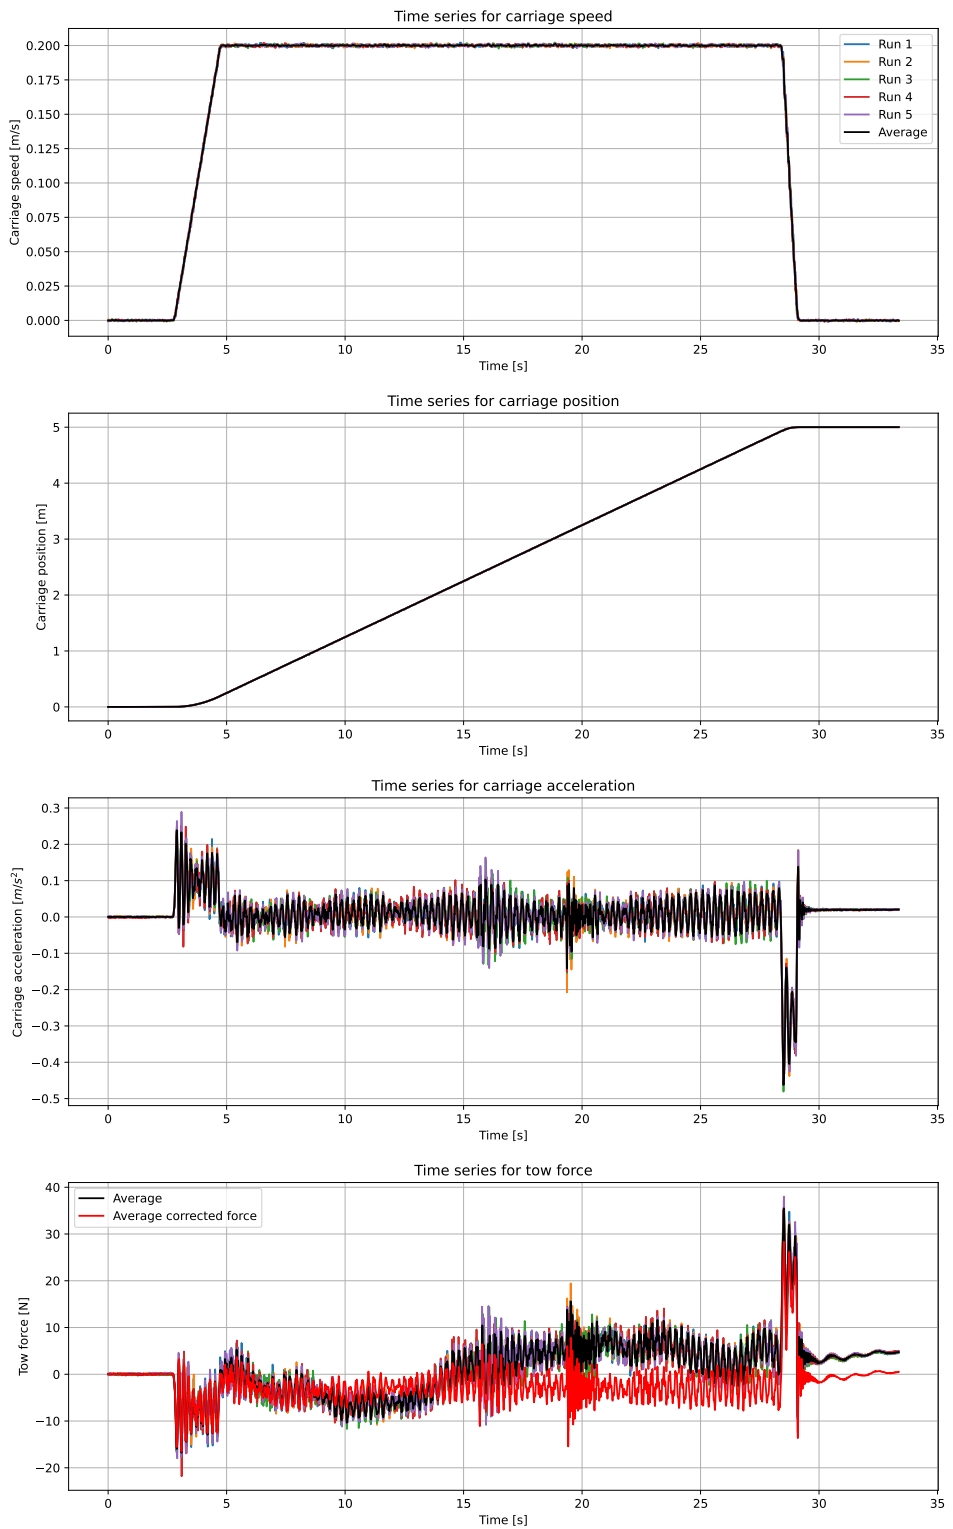 Time series for carriage speed
Carriage speed [m/s]
0.200
0.175
0.150
0.125
0.100
0.075
0.050
0.025
0.000
Run 1
Run 2
Run 3
Run 4
Run 5
Average
0 5 10 15 20 25 30 35
Time [s]
Time series for carriage position
Carriage position [m]
5
4
3
2
1
0
0 5 10 15 20 25 30 35
Time [s]
Time series for carriage acceleration
Carriage acceleration [m/s²]
0.3
0.2
0.1
0.0
−0.1
−0.2
−0.3
−0.4
−0.5
0 5 10 15 20 25 30 35
Time [s]
Time series for tow force
Tow force [N]
40
30
20
10
0
−10
−20
Average
Average corrected force
0 5 10 15 20 25 30 35
Time [s]